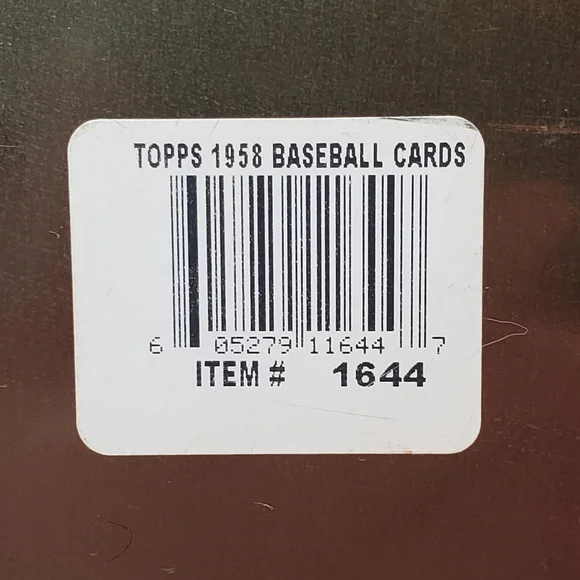 TOPPS 1958 BASEBALL CARDS
6 05279 11644 7
ITEM # 1644